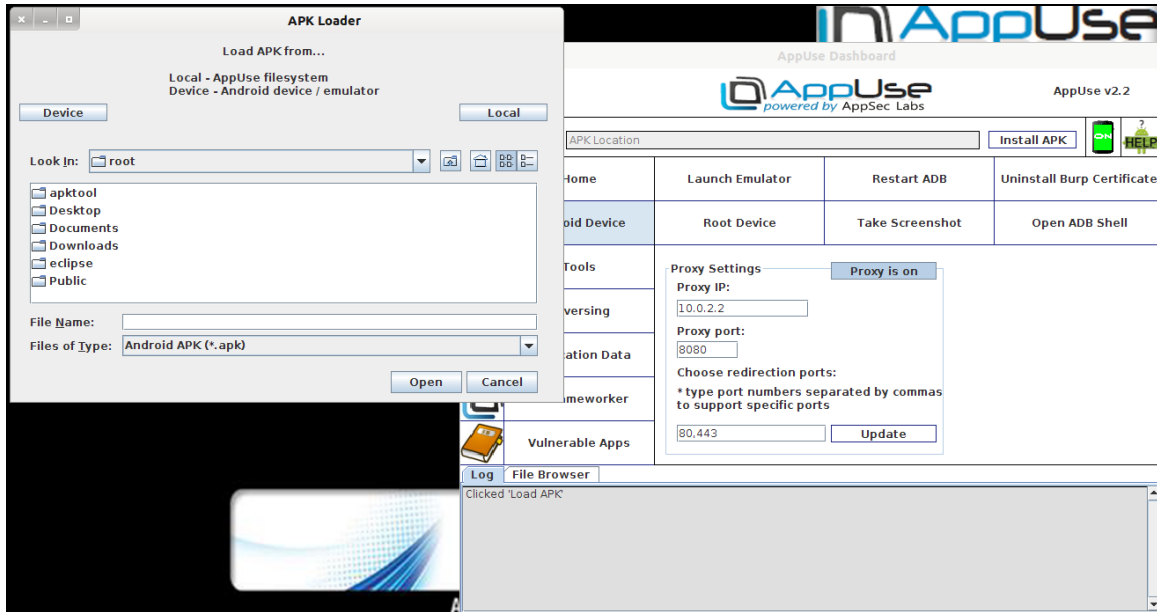 APK Loader
Load APK from...
Local - AppUse filesystem
Device - Android device / emulator
Device
Local
Look In:
root
apktool
Desktop
Documents
Downloads
eclipse
Public
File Name:
Files of Type:
Android APK (*.apk)
Open
Cancel
AppUse
AppUse Dashboard
AppUse
powered by AppSec Labs
AppUse v2.2
APK Location
Install APK
ON
?
HELP
Home
Launch Emulator
Restart ADB
Uninstall Burp Certificate
oid Device
Root Device
Take Screenshot
Open ADB Shell
Tools
versing
ation Data
meworker
Vulnerable Apps
Proxy Settings
Proxy is on
Proxy IP:
10.0.2.2
Proxy port:
8080
Choose redirection ports:
* type port numbers separated by commas
to support specific ports
80,443
Update
Log
File Browser
Clicked 'Load APK'